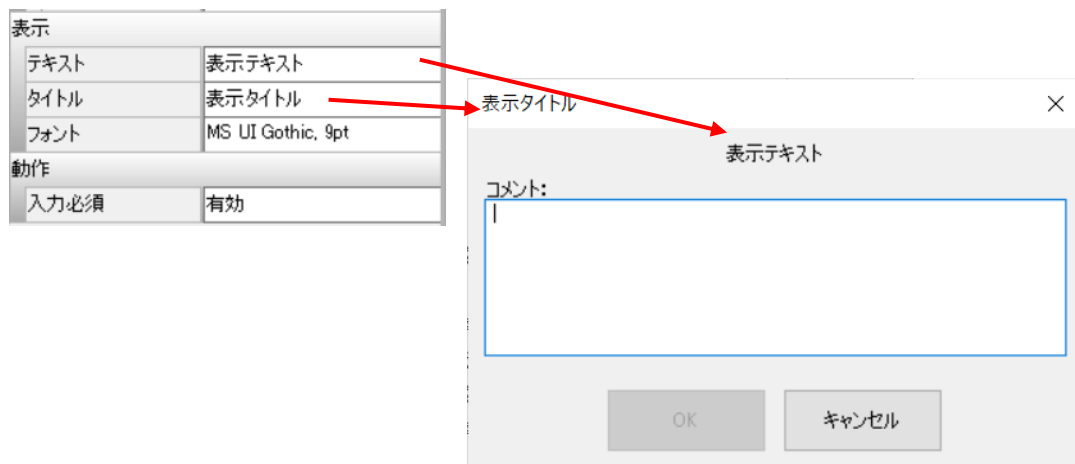 表示
テキスト 表示テキスト
タイトル 表示タイトル
フォント MS UI Gothic, 9pt
動作
入力必須 有効
表示タイトル
表示テキスト
コメント:
OK キャンセル